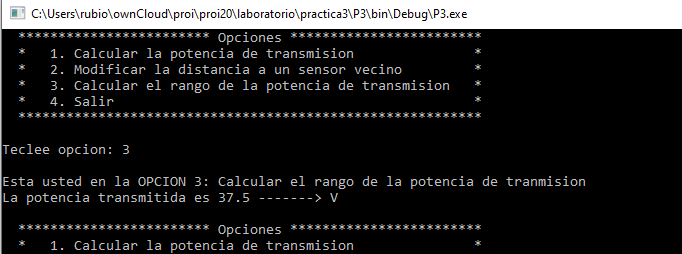 C:\Users\rubio\ownCloud\proi\proi20\laboratorio\practica3\P3\bin\Debug\P3.exe
************************ Opciones ************************
*   1. Calcular la potencia de transmision               *
*   2. Modificar la distancia a un sensor vecino         *
*   3. Calcular el rango de la potencia de transmision   *
*   4. Salir                                             *
**********************************************************
Teclee opcion: 3
Esta usted en la OPCION 3: Calcular el rango de la potencia de tranmision
La potencia transmitida es 37.5 -------> V
************************ Opciones ************************
*   1. Calcular la potencia de transmision               *